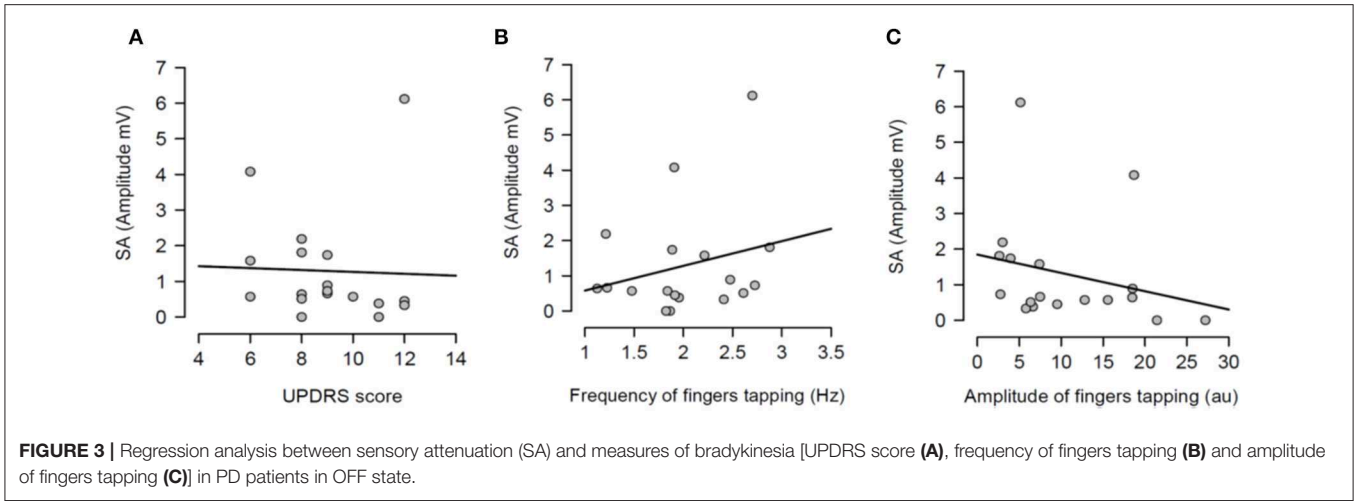 A
7
6
5
4
3
2
1
0
SA (Amplitude mV)
4 6 8 10 12 14
UPDRS score
B
7
6
5
4
3
2
1
0
SA (Amplitude mV)
1 1.5 2 2.5 3 3.5
Frequency of fingers tapping (Hz)
C
7
6
5
4
3
2
1
0
SA (Amplitude mV)
0 5 10 15 20 25 30
Amplitude of fingers tapping (au)
FIGURE 3 | Regression analysis between sensory attenuation (SA) and measures of bradykinesia [UPDRS score (A), frequency of fingers tapping (B) and amplitude
of fingers tapping (C)] in PD patients in OFF state.